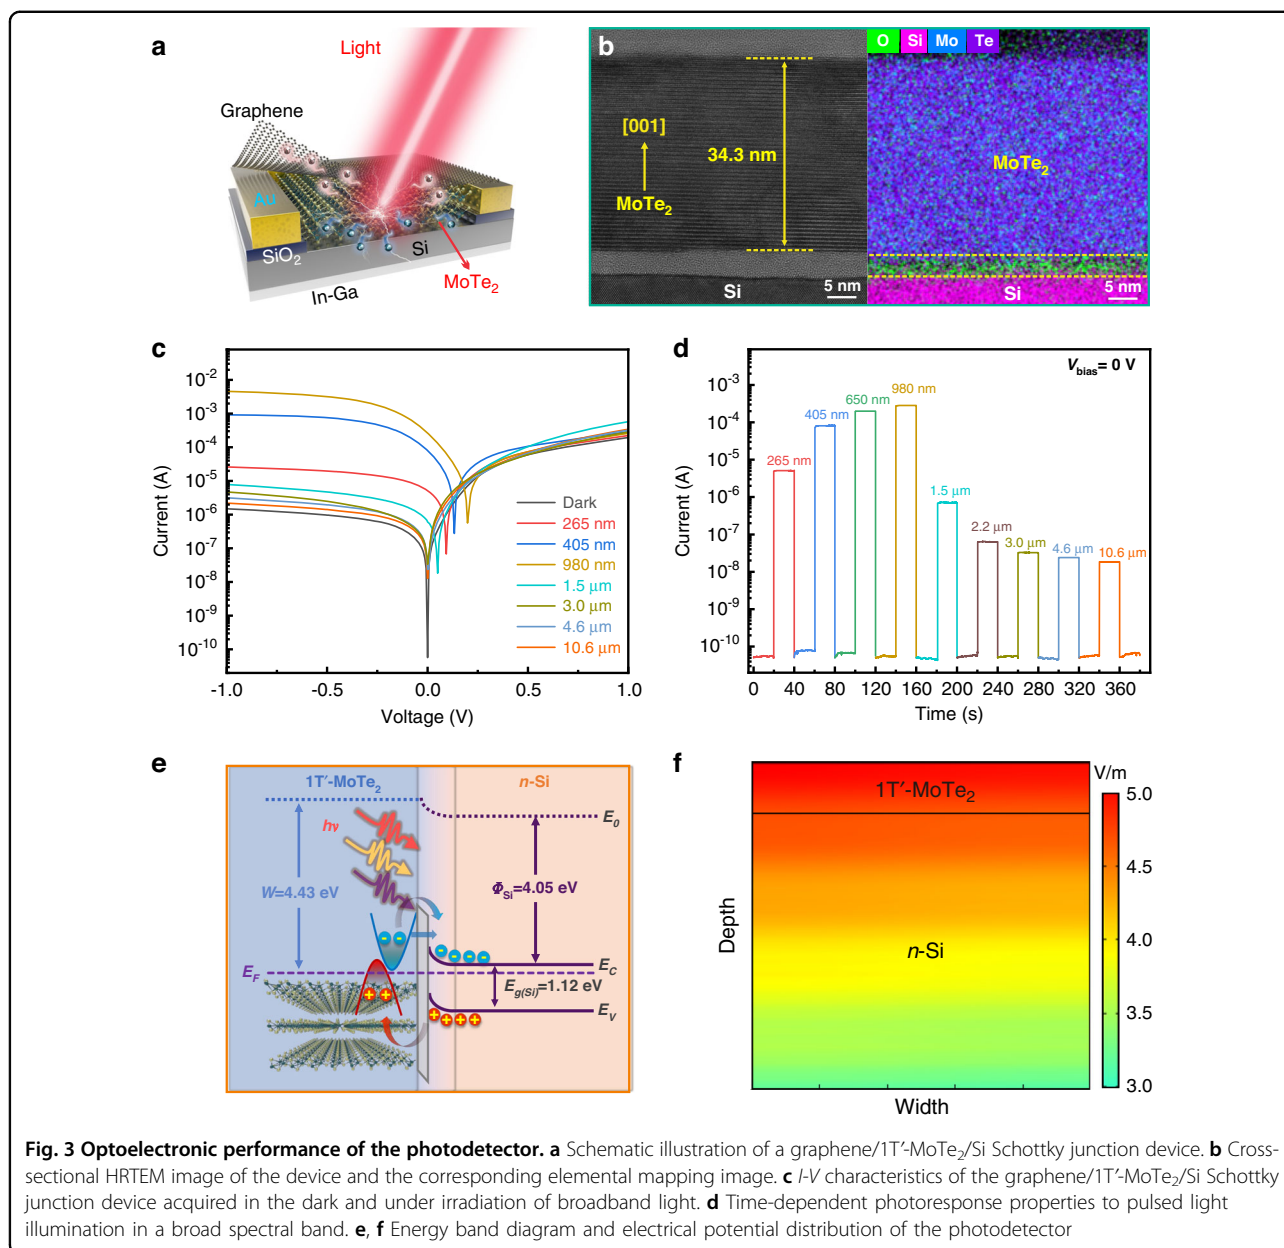 a
Light
Graphene
Au
SiO₂
Si
MoTe₂
In-Ga
b
[001]
MoTe₂
34.3 nm
Si
5 nm
O Si Mo Te
MoTe₂
Si
5 nm
c
Current (A)
10⁻²
10⁻³
10⁻⁴
10⁻⁵
10⁻⁶
10⁻⁷
10⁻⁸
10⁻⁹
10⁻¹⁰
Dark
265 nm
405 nm
980 nm
1.5 μm
3.0 μm
4.6 μm
10.6 μm
-1.0 -0.5 0.0 0.5 1.0
Voltage (V)
d
V_bias= 0 V
Current (A)
10⁻³
10⁻⁴
10⁻⁵
10⁻⁶
10⁻⁷
10⁻⁸
10⁻⁹
10⁻¹⁰
265 nm
405 nm
650 nm
980 nm
1.5 μm
2.2 μm
3.0 μm
4.6 μm
10.6 μm
0 40 80 120 160 200 240 280 320 360
Time (s)
e
1T′-MoTe₂
n-Si
E₀
hν
W=4.43 eV
Φ_Si=4.05 eV
E_F
E_C
E_g(Si)=1.12 eV
E_V
f
1T′-MoTe₂
n-Si
Depth
Width
V/m
5.0
4.5
4.0
3.5
3.0
Fig. 3 Optoelectronic performance of the photodetector. a Schematic illustration of a graphene/1T′-MoTe₂/Si Schottky junction device. b Cross-
sectional HRTEM image of the device and the corresponding elemental mapping image. c I-V characteristics of the graphene/1T′-MoTe₂/Si Schottky
junction device acquired in the dark and under irradiation of broadband light. d Time-dependent photoresponse properties to pulsed light
illumination in a broad spectral band. e, f Energy band diagram and electrical potential distribution of the photodetector